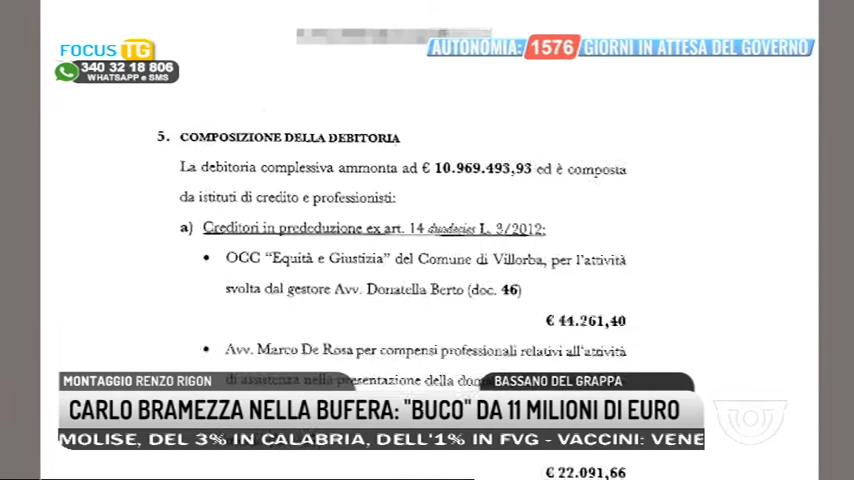 FOCUS TG
340 32 18 806
WHATSAPP e SMS
AUTONOMIA: 1576 GIORNI IN ATTESA DEL GOVERNO
5. COMPOSIZIONE DELLA DEBITORIA
La debitoria complessiva ammonta ad € 10.969.493,93 ed è composta
da istituti di credito e professionisti:
a) Creditori in prededuzione ex art. 14 duodecies L. 3/2012:
• OCC “Equità e Giustizia” del Comune di Villorba, per l'attività
svolta dal gestore Avv. Donatella Berto (doc. 46)
€ 44.261,40
• Avv. Marco De Rosa per compensi professionali relativi all'attività
di assistenza nella presentazione della
MONTAGGIO RENZO RIGON
BASSANO DEL GRAPPA
CARLO BRAMEZZA NELLA BUFERA: "BUCO" DA 11 MILIONI DI EURO
MOLISE, DEL 3% IN CALABRIA, DELL'1% IN FVG - VACCINI: VENE
€ 22.091,66